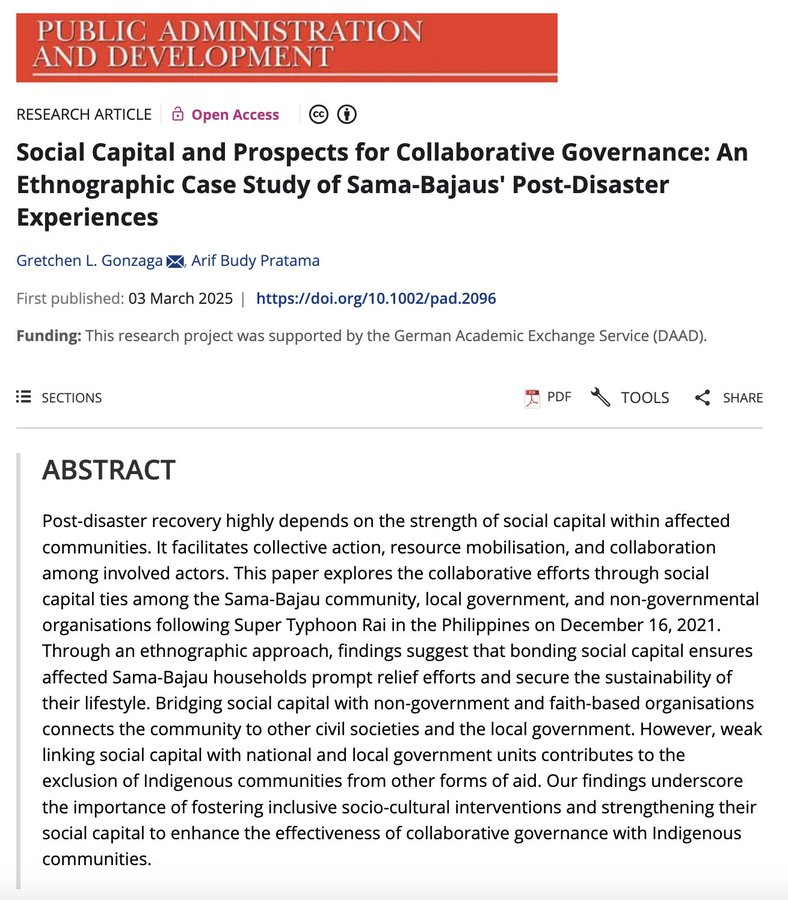 PUBLIC ADMINISTRATION
AND DEVELOPMENT
RESEARCH ARTICLE Open Access cc
Social Capital and Prospects for Collaborative Governance: An
Ethnographic Case Study of Sama-Bajaus' Post-Disaster
Experiences
Gretchen L. Gonzaga, Arif Budy Pratama
First published: 03 March 2025 | https://doi.org/10.1002/pad.2096
Funding: This research project was supported by the German Academic Exchange Service (DAAD).
SECTIONS PDF TOOLS SHARE
ABSTRACT
Post-disaster recovery highly depends on the strength of social capital within affected
communities. It facilitates collective action, resource mobilisation, and collaboration
among involved actors. This paper explores the collaborative efforts through social
capital ties among the Sama-Bajau community, local government, and non-governmental
organisations following Super Typhoon Rai in the Philippines on December 16, 2021.
Through an ethnographic approach, findings suggest that bonding social capital ensures
affected Sama-Bajau households prompt relief efforts and secure the sustainability of
their lifestyle. Bridging social capital with non-government and faith-based organisations
connects the community to other civil societies and the local government. However, weak
linking social capital with national and local government units contributes to the
exclusion of Indigenous communities from other forms of aid. Our findings underscore
the importance of fostering inclusive socio-cultural interventions and strengthening their
social capital to enhance the effectiveness of collaborative governance with Indigenous
communities.